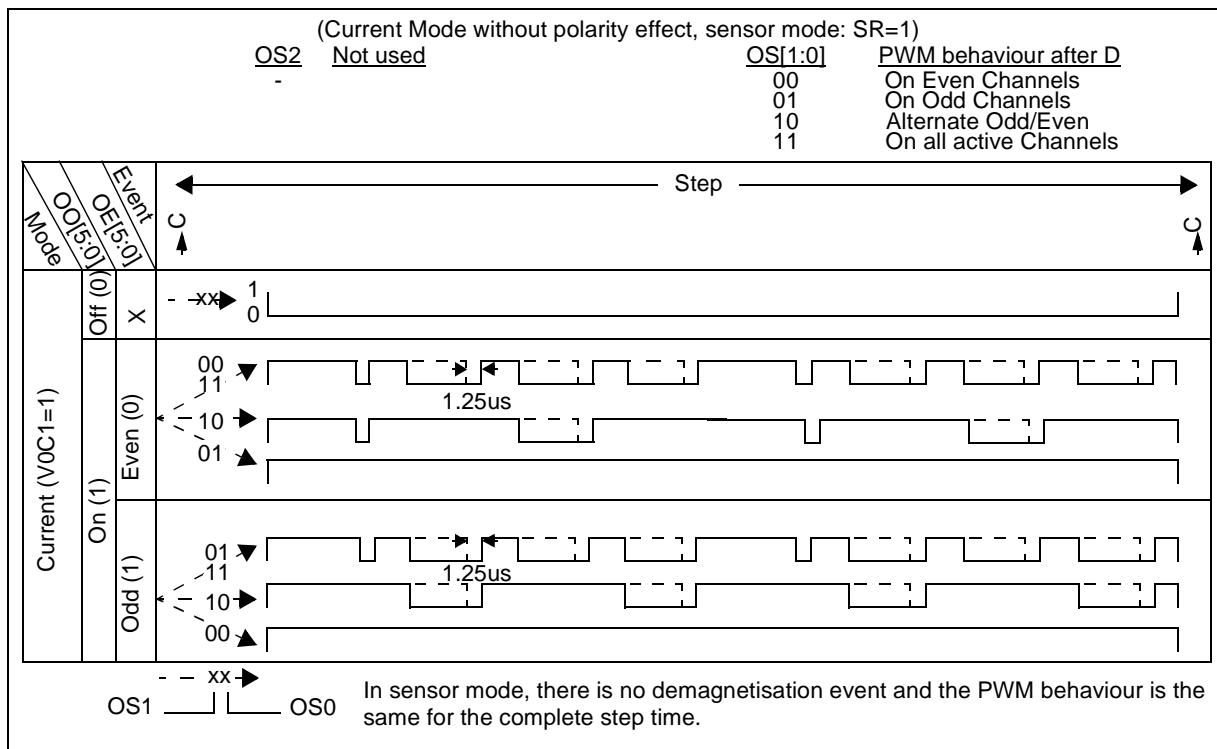 (Current Mode without polarity effect, sensor mode: SR=1)
OS2 Not used OS[1:0] PWM behaviour after D
- 00 On Even Channels
01 On Odd Channels
10 Alternate Odd/Even
11 On all active Channels
Mode
OO[5:0]
OE[5:0]
Event
Step
C
C
Current (V0C1=1)
Off (0)
X
xx
1
0
On (1)
Even (0)
00
11
1.25us
10
01
Odd (1)
01
11
1.25us
10
00
xx
OS1 OS0
In sensor mode, there is no demagnetisation event and the PWM behaviour is the
same for the complete step time.